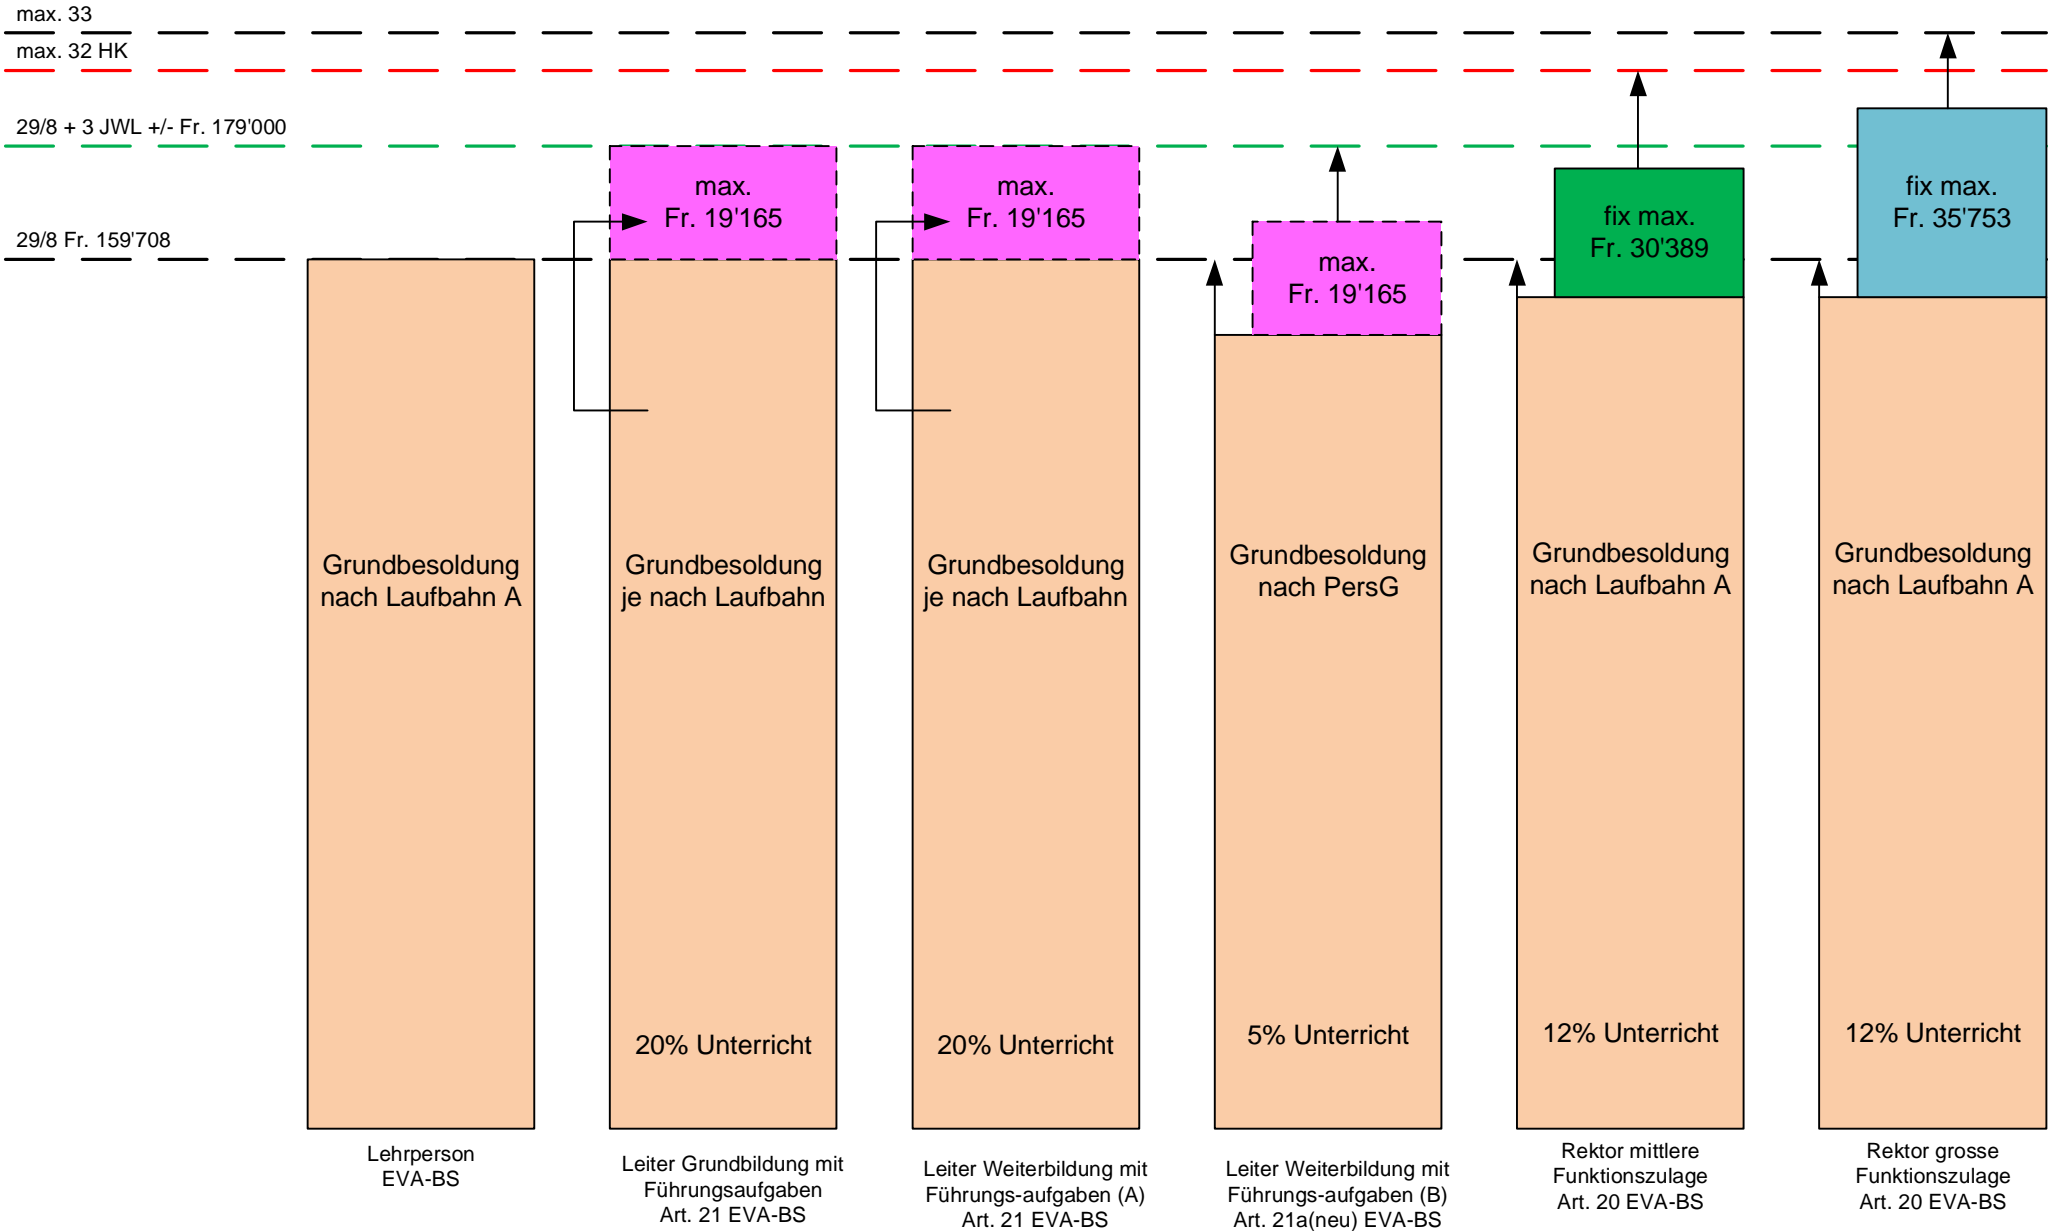 max. 33
max. 32 HK
29/8 + 3 JWL +/- Fr. 179'000
29/8 Fr. 159'708
Grundbesoldung
nach Laufbahn A
Lehrperson
EVA-BS
max.
Fr. 19'165
Grundbesoldung
je nach Laufbahn
20% Unterricht
Leiter Grundbildung mit
Führungsaufgaben
Art. 21 EVA-BS
max.
Fr. 19'165
Grundbesoldung
je nach Laufbahn
20% Unterricht
Leiter Weiterbildung mit
Führungs-aufgaben (A)
Art. 21 EVA-BS
max.
Fr. 19'165
Grundbesoldung
nach PersG
5% Unterricht
Leiter Weiterbildung mit
Führungs-aufgaben (B)
Art. 21a(neu) EVA-BS
fix max.
Fr. 30'389
Grundbesoldung
nach Laufbahn A
12% Unterricht
Rektor mittlere
Funktionszulage
Art. 20 EVA-BS
fix max.
Fr. 35'753
Grundbesoldung
nach Laufbahn A
12% Unterricht
Rektor grosse
Funktionszulage
Art. 20 EVA-BS